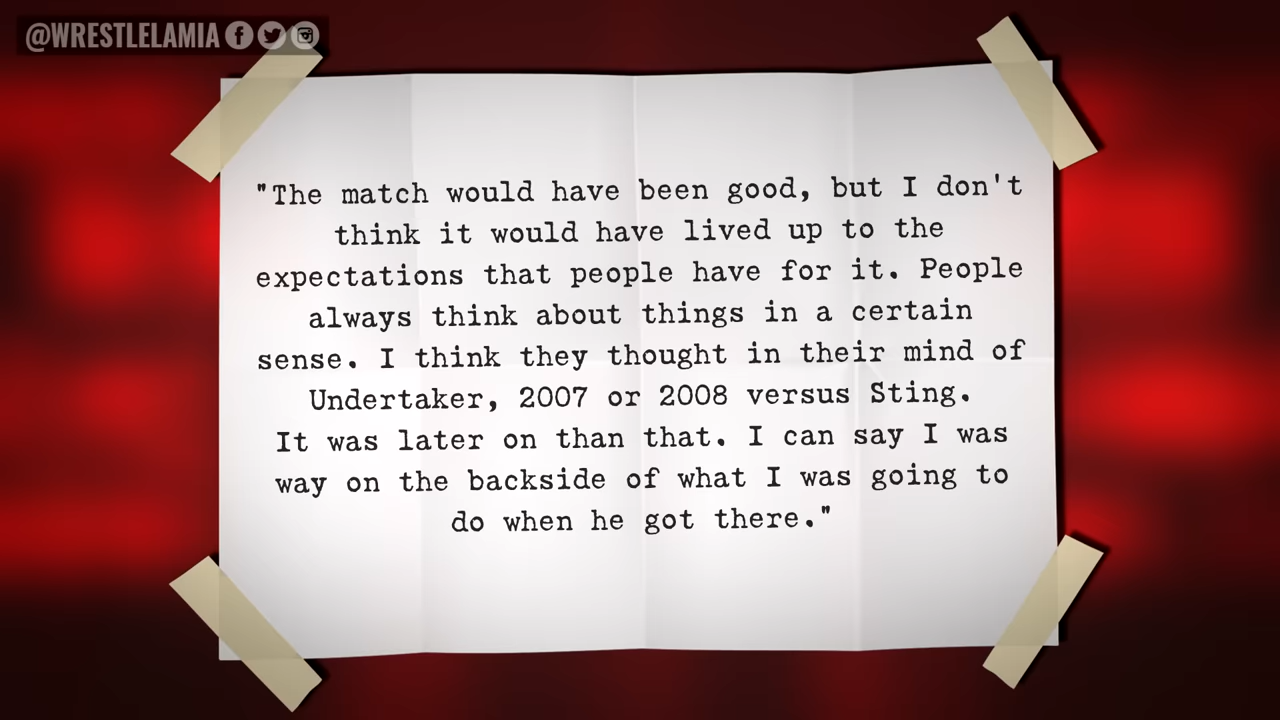 @WRESTLELAMIA
"The match would have been good, but I don't
think it would have lived up to the
expectations that people have for it. People
always think about things in a certain
sense. I think they thought in their mind of
Undertaker, 2007 or 2008 versus Sting.
It was later on than that. I can say I was
way on the backside of what I was going to
do when he got there."